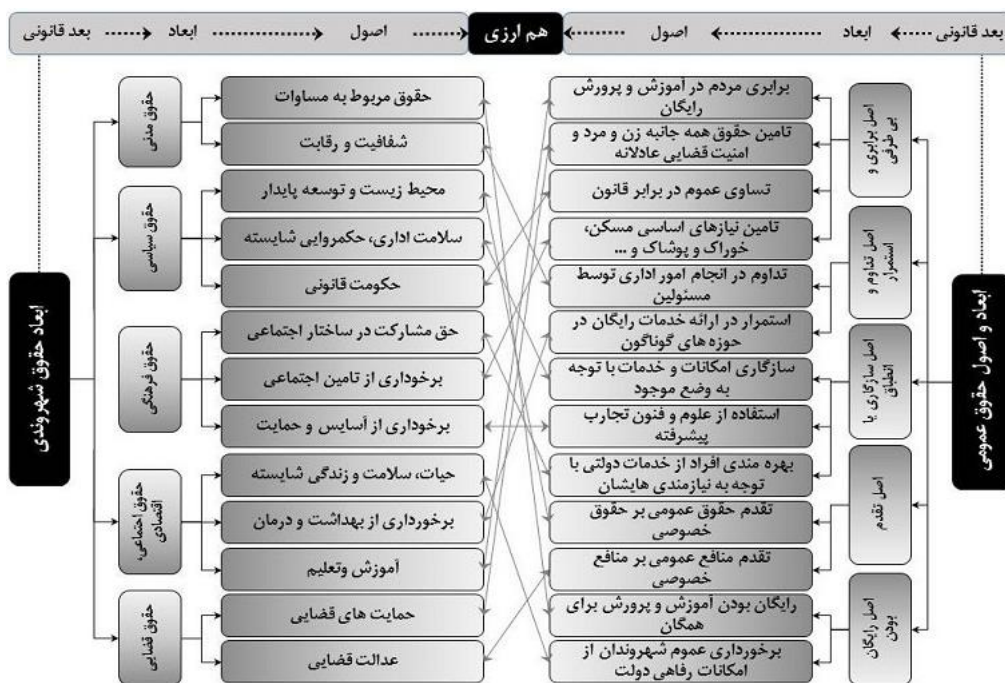 بعد قانونی
ابعاد
اصول
هم ارزی
اصول
ابعاد
بعد قانونی
ابعاد و اصول حقوق عمومی
اصل برابری و
بی طرفی
برابری مردم در آموزش و پرورش
رایگان
تامین حقوق همه جانبه زن و مرد و
امنیت قضایی عادلانه
تساوی عموم در برابر قانون
تامین نیازهای اساسی مسکن،
خوراک و پوشاک و ...
اصل تداوم و
استمرار
تداوم در انجام امور اداری توسط
مسئولین
استمرار در ارائه خدمات رایگان در
حوزه های گوناگون
اصل سازگاری یا
انطباق
سازگاری امکانات و خدمات با توجه
به وضع موجود
استفاده از علوم و فنون تجارب
پیشرفته
بهره مندی افراد از خدمات دولتی با
توجه به نیازمندی هایشان
اصل تقدم
تقدم حقوق عمومی بر حقوق
خصوصی
تقدم منافع عمومی بر منافع
خصوصی
اصل رایگان
بودن
رایگان بودن آموزش و پرورش برای
همگان
برخورداری عموم شهروندان از
امکانات رفاهی دولت
حقوق مربوط به مساوات
شفافیت و رقابت
محیط زیست و توسعه پایدار
سلامت اداری، حکمروایی شایسته
حکومت قانونی
حق مشارکت در ساختار اجتماعی
برخوداری از تامین اجتماعی
برخوداری از آسایس و حمایت
حیات، سلامت و زندگی شایسته
برخورداری از بهداشت و درمان
آموزش وتعلیم
حمایت های قضایی
عدالت قضایی
حقوق مدنی
حقوق سیاسی
حقوق فرهنگی
حقوق اجتماعی،
اقتصادی
حقوق قضایی
ابعاد حقوق شهروندی